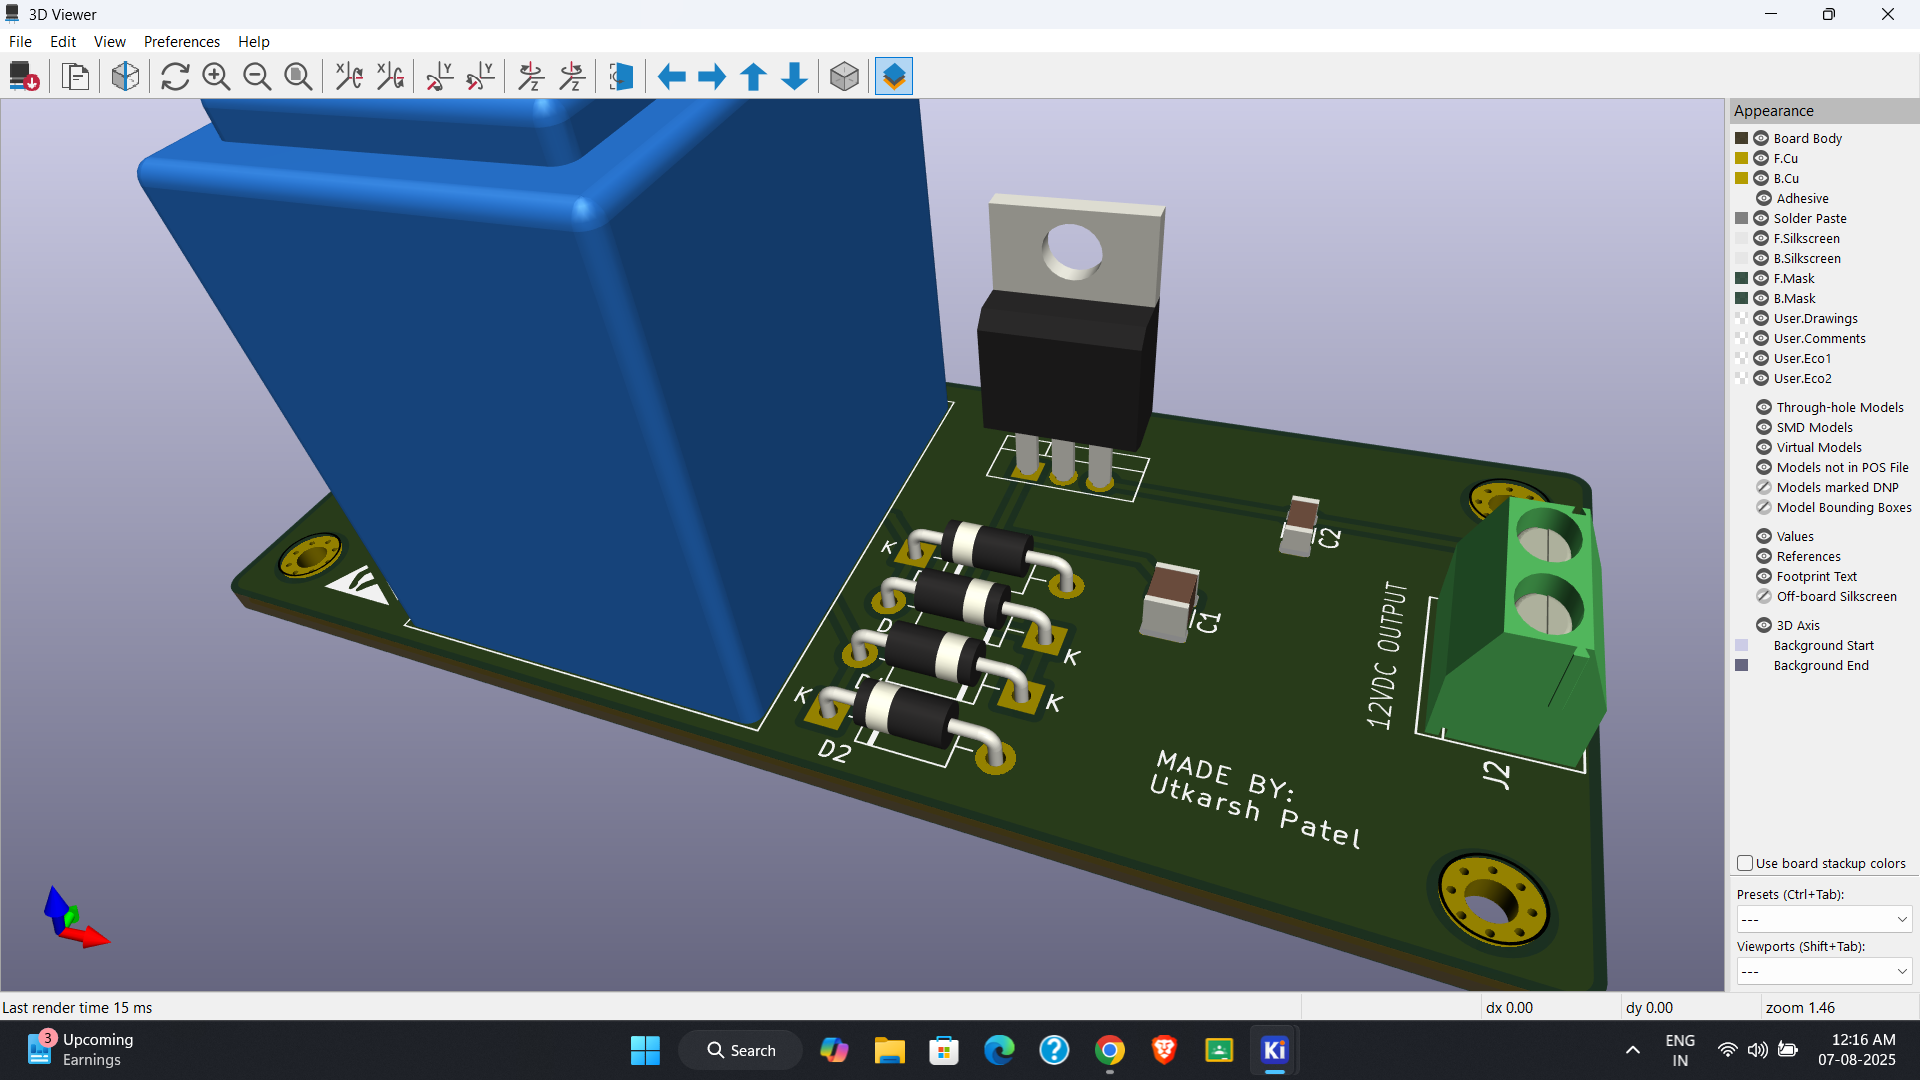 3D Viewer
File Edit View Preferences Help
Appearance
Board Body
F.Cu
B.Cu
Adhesive
Solder Paste
F.Silkscreen
B.Silkscreen
F.Mask
B.Mask
User.Drawings
User.Comments
User.Eco1
User.Eco2
Through-hole Models
SMD Models
Virtual Models
Models not in POS File
Models marked DNP
Model Bounding Boxes
Values
References
Footprint Text
Off-board Silkscreen
3D Axis
Background Start
Background End
Use board stackup colors
Presets (Ctrl+Tab):
---
Viewports (Shift+Tab):
---
K
D
K
K
K
D2
C2
C1
12VDC OUTPUT
J2
MADE BY:
Utkarsh Patel
Last render time 15 ms
dx 0.00
dy 0.00
zoom 1.46
3
Upcoming
Earnings
Search
Ki
ENG
IN
12:16 AM
07-08-2025